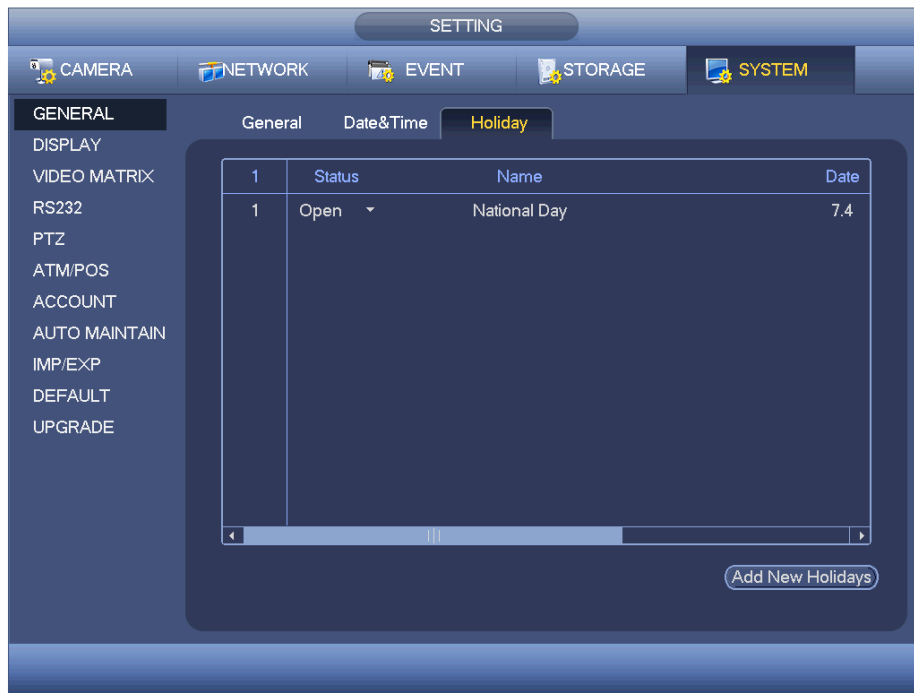 SETTING
CAMERA NETWORK EVENT STORAGE SYSTEM
GENERAL
DISPLAY
VIDEO MATRIX
RS232
PTZ
ATM/POS
ACCOUNT
AUTO MAINTAIN
IMP/EXP
DEFAULT
UPGRADE
General Date&Time Holiday
1 Status Name Date
1 Open National Day 7.4
Add New Holidays